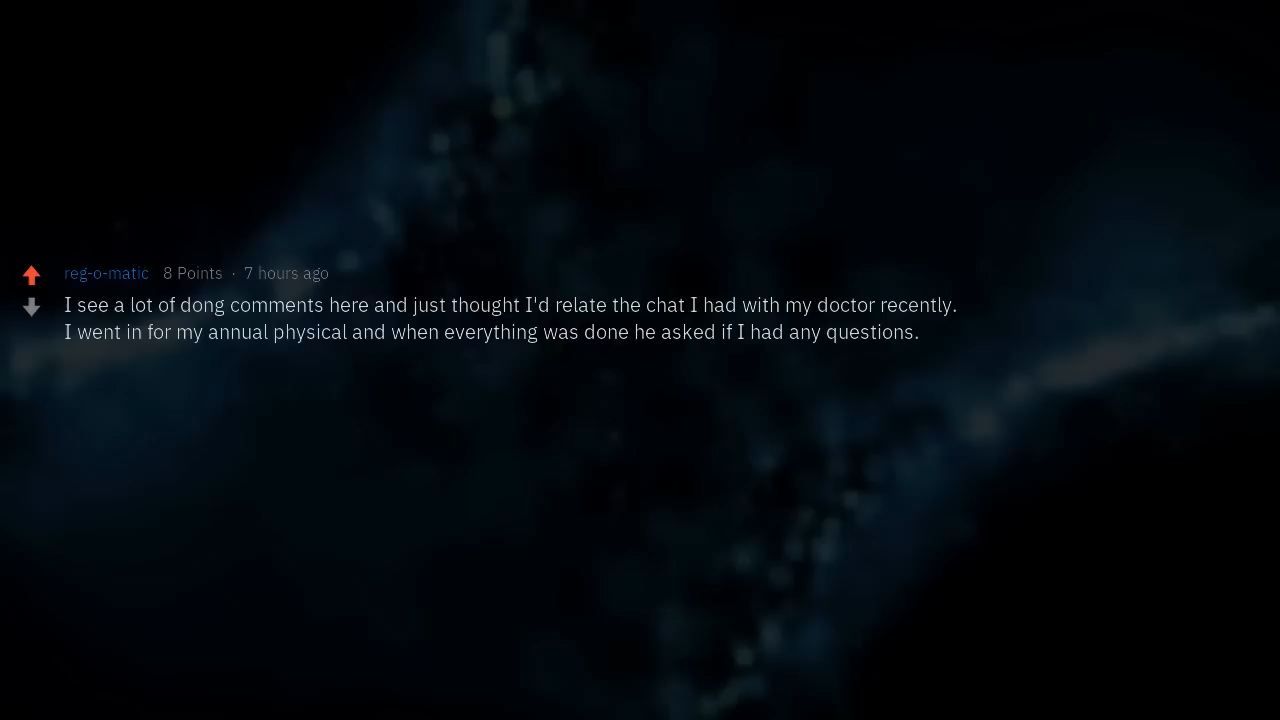 reg-o-matic 8 Points · 7 hours ago
I see a lot of dong comments here and just thought I'd relate the chat I had with my doctor recently.
I went in for my annual physical and when everything was done he asked if I had any questions.